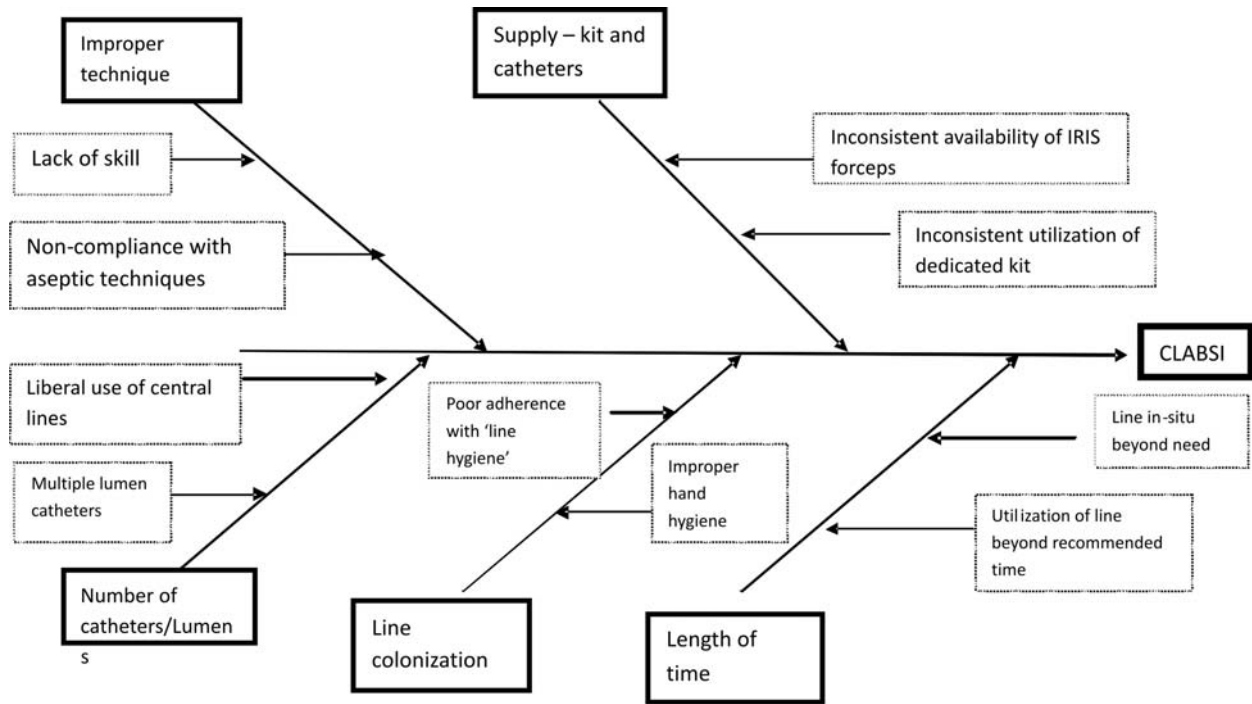 Improper
technique
Supply – kit and
catheters
Lack of skill
Inconsistent availability of IRIS
forceps
Non-compliance with
aseptic techniques
Inconsistent utilization of
dedicated kit
CLABSI
Liberal use of central
lines
Poor adherence
with ‘line
hygiene’
Line in-situ
beyond need
Multiple lumen
catheters
Improper
hand
hygiene
Utilization of line
beyond recommended
time
Number of
catheters/Lumen
s
Line
colonization
Length of
time